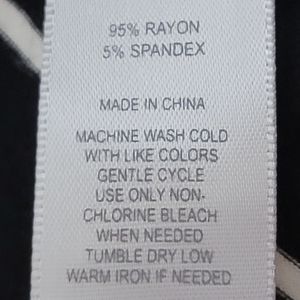 95% RAYON
5% SPANDEX
MADE IN CHINA
MACHINE WASH COLD
WITH LIKE COLORS
GENTLE CYCLE
USE ONLY NON-
CHLORINE BLEACH
WHEN NEEDED
TUMBLE DRY LOW
WARM IRON IF NEEDED